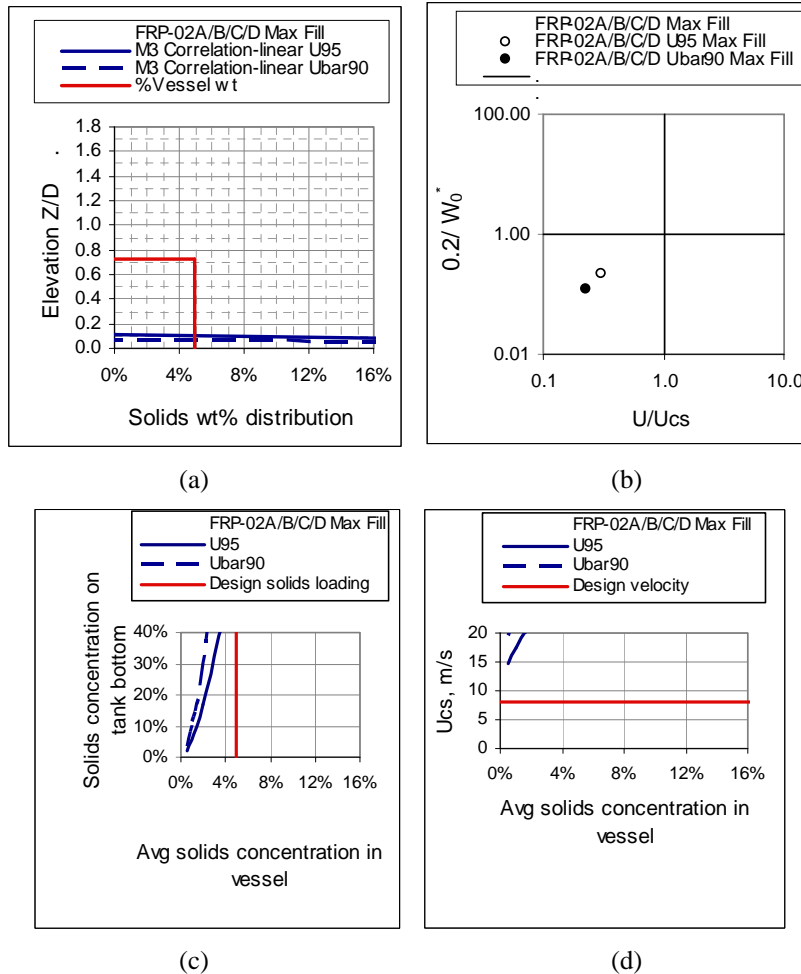 FRP-02A/B/C/D Max Fill
M3 Correlation-linear U95
M3 Correlation-linear Ubar90
%Vessel wt
1.8
1.6
1.4
1.2
1.0
0.8
0.6
0.4
0.2
0.0
Elevation Z/D
0% 4% 8% 12% 16%
Solids wt% distribution
(a)
FRP-02A/B/C/D Max Fill
FRP-02A/B/C/D U95 Max Fill
FRP-02A/B/C/D Ubar90 Max Fill
100.00
1.00
0.01
0.2/ W0*
0.1 1.0 10.0
U/Ucs
(b)
FRP-02A/B/C/D Max Fill
U95
Ubar90
Design solids loading
Solids concentration on
tank bottom
40%
30%
20%
10%
0%
0% 4% 8% 12% 16%
Avg solids concentration in
vessel
(c)
FRP-02A/B/C/D Max Fill
U95
Ubar90
Design velocity
Ucs, m/s
20
15
10
5
0
0% 4% 8% 12% 16%
Avg solids concentration in
vessel
(d)